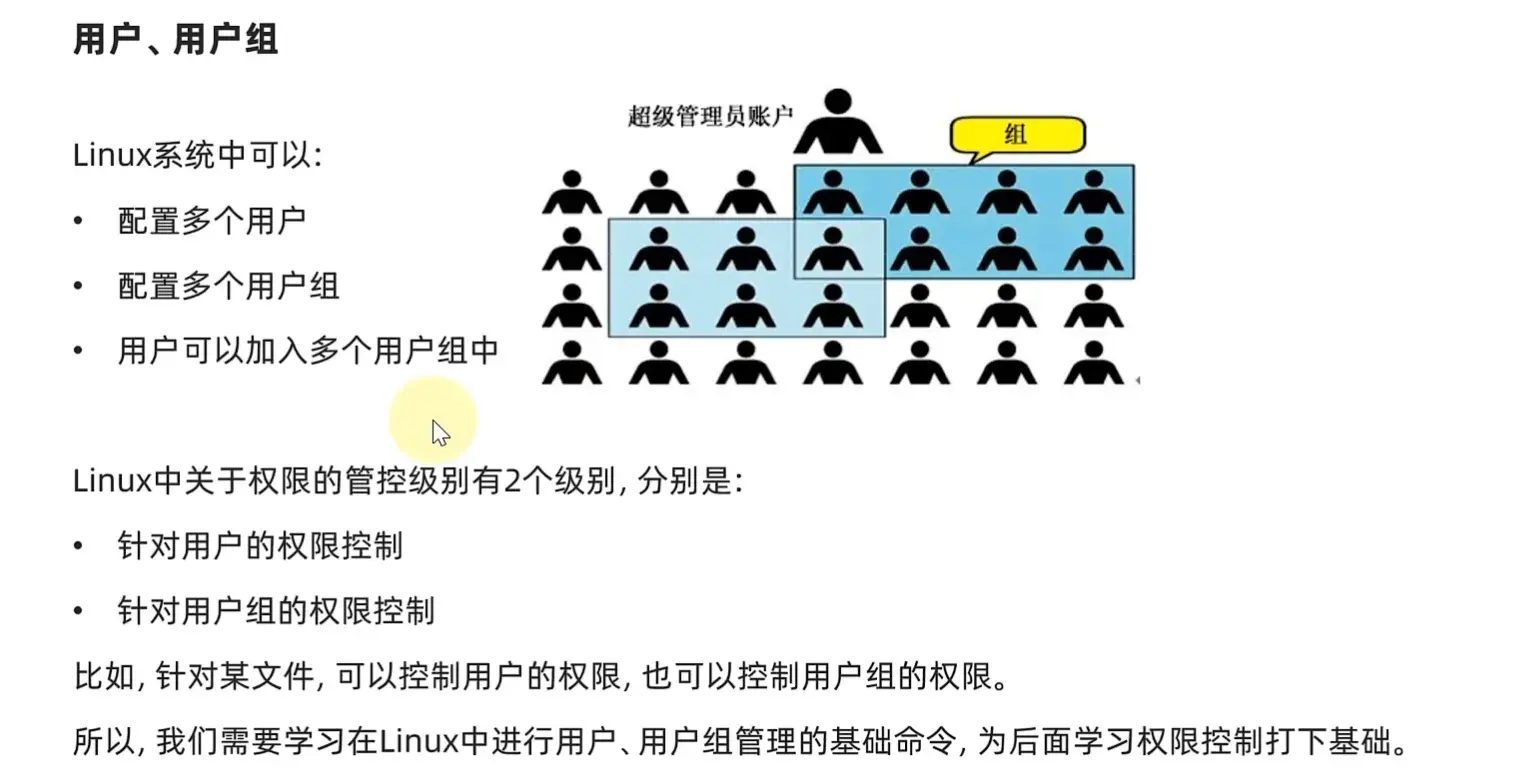 用户、用户组
超级管理员账户
组
Linux系统中可以:
• 配置多个用户
• 配置多个用户组
• 用户可以加入多个用户组中
Linux中关于权限的管控级别有2个级别, 分别是:
• 针对用户的权限控制
• 针对用户组的权限控制
比如, 针对某文件, 可以控制用户的权限, 也可以控制用户组的权限。
所以, 我们需要学习在Linux中进行用户、用户组管理的基础命令, 为后面学习权限控制打下基础。